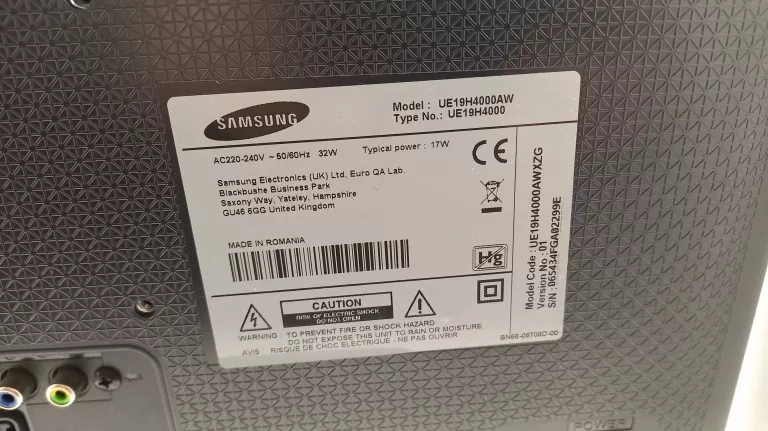 SAMSUNG
Model : UE19H4000AW
Type No.: UE19H4000
AC220-240V ~ 50/60Hz 32W Typical power : 17W
Samsung Electronics (UK) Ltd, Euro QA Lab.
Blackbushe Business Park
Saxony Way, Yateley, Hampshire
GU46 6GG United Kingdom
CE
MADE IN ROMANIA
Hg
CAUTION
RISK OF ELECTRIC SHOCK
DO NOT OPEN
WARNING : TO PREVENT FIRE OR SHOCK HAZARD
DO NOT EXPOSE THIS UNIT TO RAIN OR MOISTURE
AVIS : RISQUE DE CHOC ELECTRIQUE - NE PAS OUVRIR
BN68-06706D-00
Model Code : UE19H4000AWXZG
Version No : 01
S/N : 065434FGA02299E
POWER